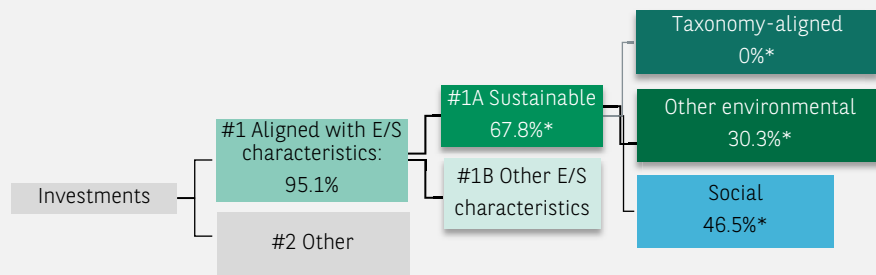 Investments
#1 Aligned with E/S
characteristics:
95.1%
#2 Other
#1A Sustainable
67.8%*
#1B Other E/S
characteristics
Taxonomy-aligned
0%*
Other environmental
30.3%*
Social
46.5%*